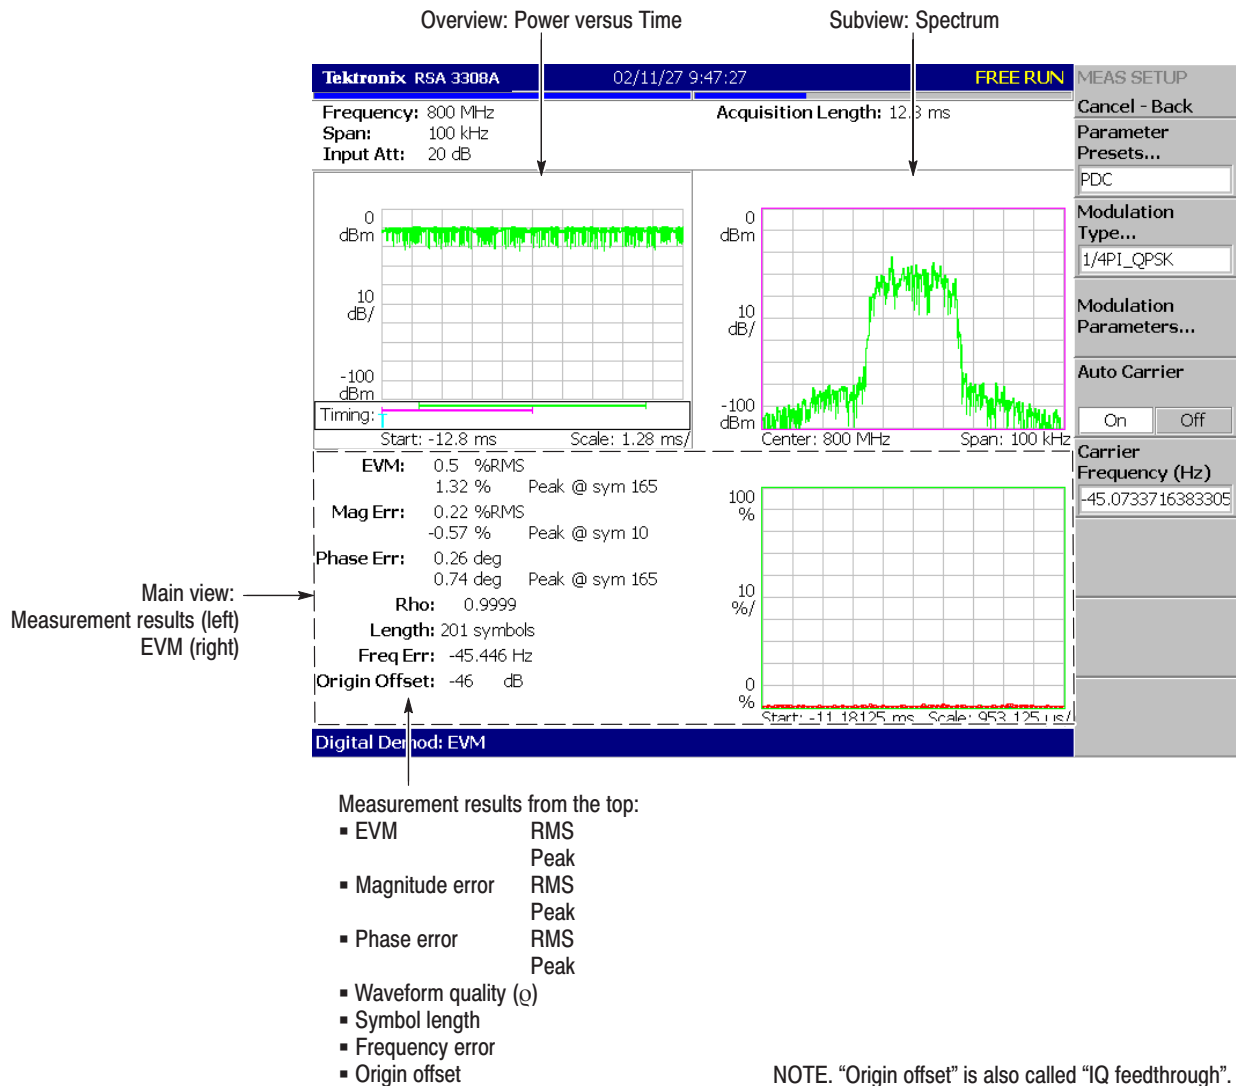 Overview: Power versus Time
Subview: Spectrum
Tektronix RSA 3308A 02/11/27 9:47:27 FREE RUN
Frequency: 800 MHz
Span: 100 kHz
Input Att: 20 dB
Acquisition Length: 12.8 ms
0
dBm
10
dB/
-100
dBm
Timing:
Start: -12.8 ms Scale: 1.28 ms/
0
dBm
10
dB/
-100
dBm
Center: 800 MHz Span: 100 kHz
EVM: 0.5 %RMS
1.32 % Peak @ sym 165
Mag Err: 0.22 %RMS
-0.57 % Peak @ sym 10
Phase Err: 0.26 deg
0.74 deg Peak @ sym 165
Rho: 0.9999
Length: 201 symbols
Freq Err: -45.446 Hz
Origin Offset: -46 dB
100
%
10
%/
0
%
Start: -11.18125 ms Scale: 953.125 us/
Digital Demod: EVM
MEAS SETUP
Cancel - Back
Parameter
Presets...
PDC
Modulation
Type...
1/4PI_QPSK
Modulation
Parameters...
Auto Carrier
On Off
Carrier
Frequency (Hz)
-45.0733716383305
Main view:
Measurement results (left)
EVM (right)
Measurement results from the top:
▪ EVM RMS
Peak
▪ Magnitude error RMS
Peak
▪ Phase error RMS
Peak
▪ Waveform quality (ϱ)
▪ Symbol length
▪ Frequency error
▪ Origin offset
NOTE. “Origin offset” is also called “IQ feedthrough”.